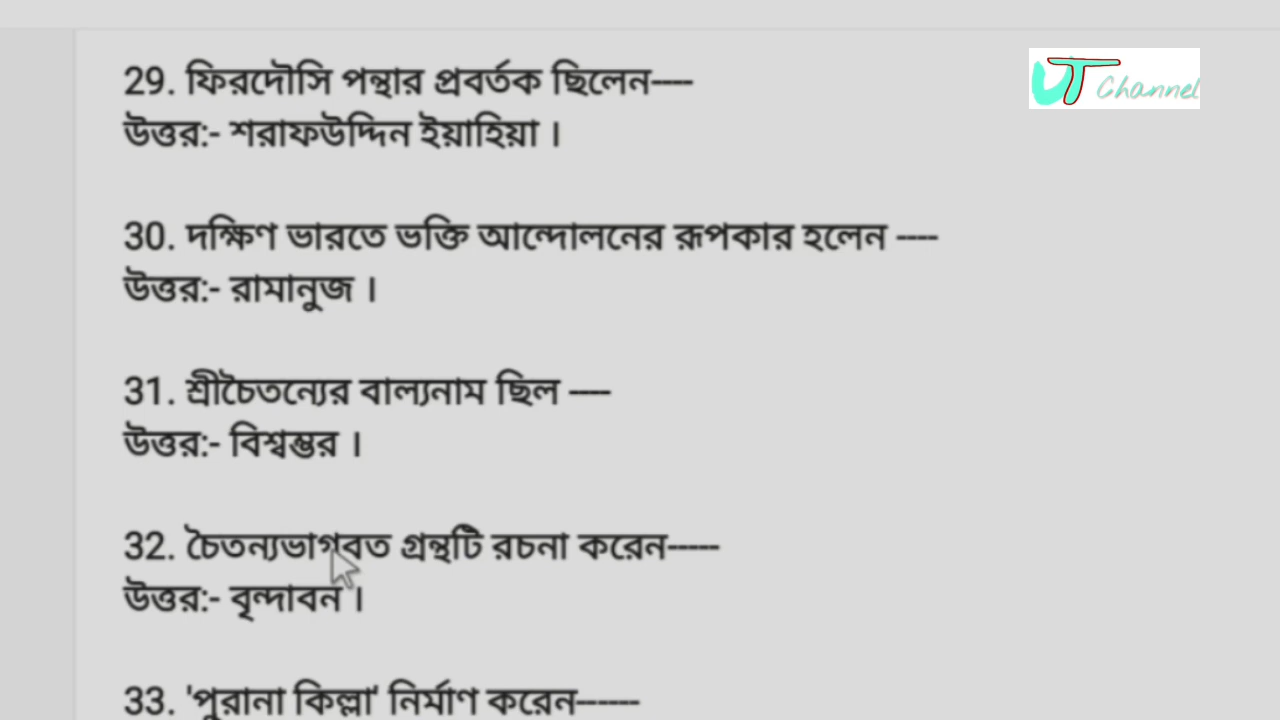 UT Channel
29. ফিরদৌসি পন্থার প্রবর্তক ছিলেন----
উত্তর:- শরাফউদ্দিন ইয়াহিয়া ।
30. দক্ষিণ ভারতে ভক্তি আন্দোলনের রূপকার হলেন ----
উত্তর:- রামানুজ ।
31. শ্রীচৈতন্যের বাল্যনাম ছিল ----
উত্তর:- বিশ্বম্ভর ।
32. চৈতন্যভাগবত গ্রন্থটি রচনা করেন-----
উত্তর:- বৃন্দাবন ।
33. 'পুরানা কিল্লা' নির্মাণ করেন------